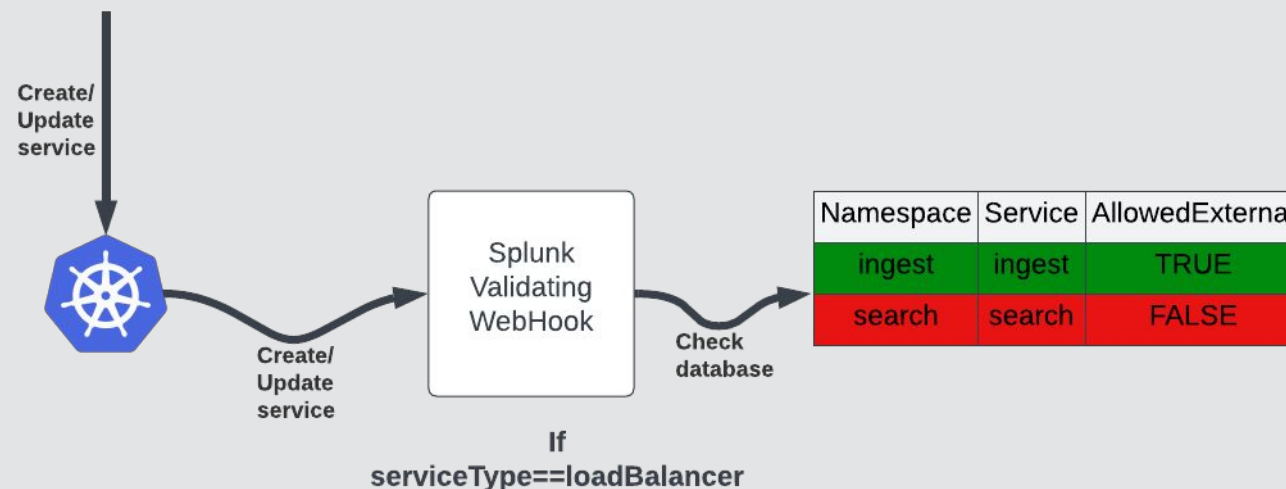 Create/
Update
service
Create/
Update
service
Splunk
Validating
WebHook
If
serviceType==loadBalancer
Check
database
Namespace Service AllowedExterna
ingest ingest TRUE
search search FALSE